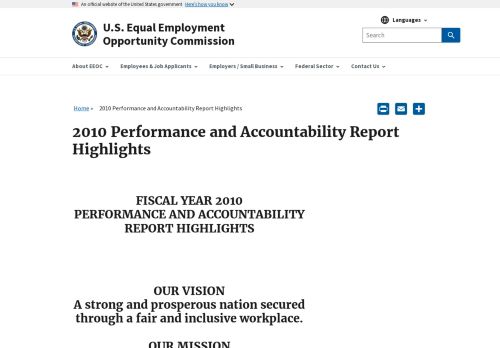 An official website of the United States government Here's how you know
U.S. Equal Employment
Opportunity Commission
Languages
Search
About EEOC
Employees & Job Applicants
Employers / Small Business
Federal Sector
Contact Us
Home » 2010 Performance and Accountability Report Highlights
2010 Performance and Accountability Report
Highlights
FISCAL YEAR 2010
PERFORMANCE AND ACCOUNTABILITY
REPORT HIGHLIGHTS
OUR VISION
A strong and prosperous nation secured
through a fair and inclusive workplace.
OUR MISSION